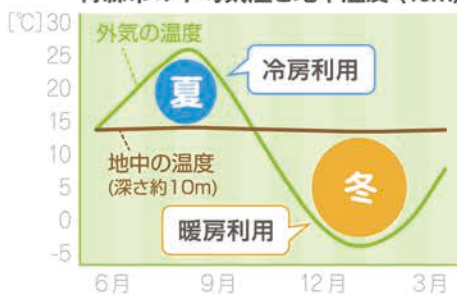 [℃]30
外気の温度
25
20
15
10
5
0
-5
夏
冷房利用
地中の温度
(深さ約10m)
冬
暖房利用
6月 9月 12月 3月